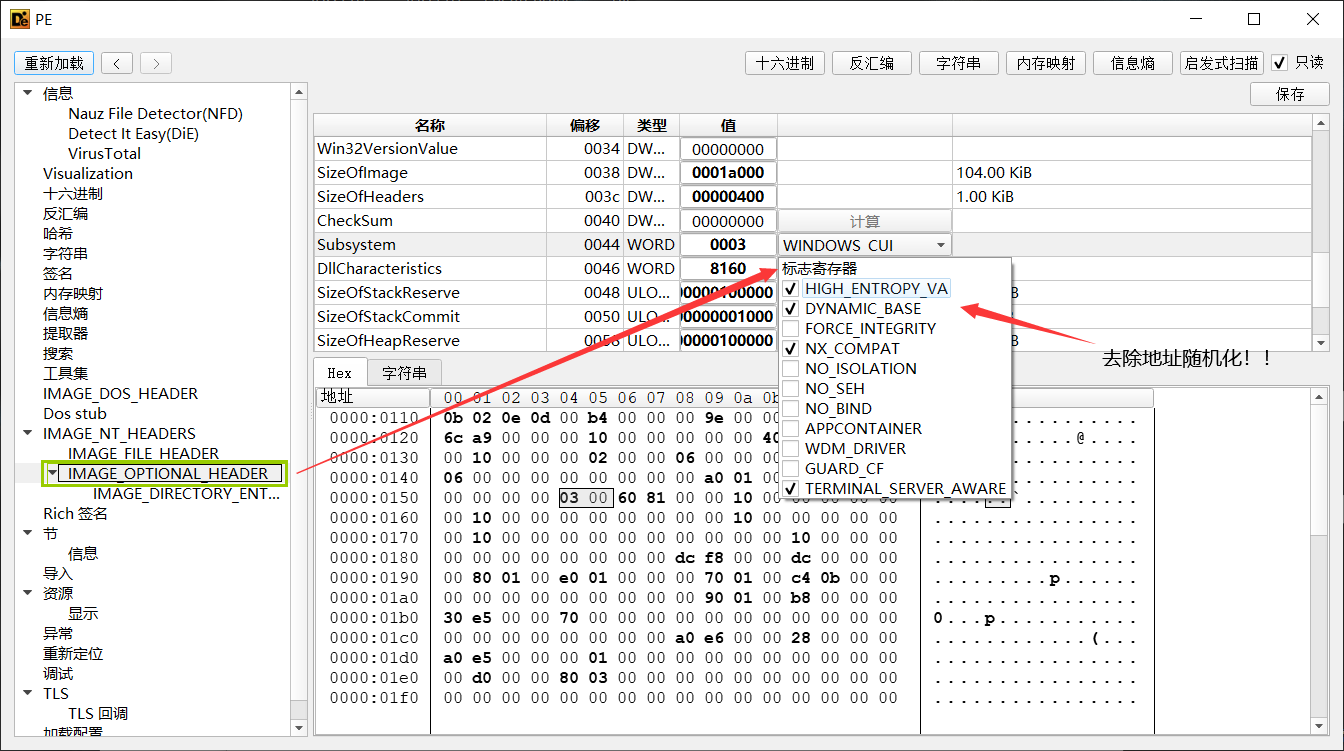 PE
重新加载 < > 十六进制 反汇编 字符串 内存映射 信息熵 启发式扫描 只读
保存
信息
Nauz File Detector(NFD)
Detect It Easy(DiE)
VirusTotal
Visualization
十六进制
反汇编
哈希
字符串
签名
内存映射
信息熵
提取器
搜索
工具集
IMAGE_DOS_HEADER
Dos stub
IMAGE_NT_HEADERS
IMAGE_FILE_HEADER
IMAGE_OPTIONAL_HEADER
IMAGE_DIRECTORY_ENT...
Rich 签名
节
信息
导入
资源
显示
异常
重新定位
调试
TLS
TLS 回调
加载配置
名称 偏移 类型 值
Win32VersionValue 0034 DW... 00000000
SizeOfImage 0038 DW... 0001a000 104.00 KiB
SizeOfHeaders 003c DW... 00000400 1.00 KiB
CheckSum 0040 DW... 00000000 计算
Subsystem 0044 WORD 0003 WINDOWS_CUI
DllCharacteristics 0046 WORD 8160
SizeOfStackReserve 0048 ULO... 00000100000 B
SizeOfStackCommit 0050 ULO... 00000001000
SizeOfHeapReserve 0058 ULO... 00000100000 B
标志寄存器
HIGH_ENTROPY_VA
DYNAMIC_BASE
FORCE_INTEGRITY
NX_COMPAT
NO_ISOLATION
NO_SEH
NO_BIND
APPCONTAINER
WDM_DRIVER
GUARD_CF
TERMINAL_SERVER_AWARE
去除地址随机化！！
Hex 字符串
地址 00 01 02 03 04 05 06 07 08 09 0a 0b
0000:0110 0b 02 0e 0d 00 b4 00 00 00 9e 00 . . . . . . . . . .
0000:0120 6c a9 00 00 00 10 00 00 00 00 00 40 . . . . . @ . . . .
0000:0130 00 10 00 00 00 02 00 00 06 00 00 . . . . . . . . . .
0000:0140 06 00 00 00 00 00 00 00 00 a0 01 00 . . . . . . . . . .
0000:0150 00 00 00 00 03 00 60 81 00 00 10 00 00 00 00 00 . . . . . . ` . . . . . . . . .
0000:0160 00 10 00 00 00 00 00 00 00 00 10 00 00 00 00 00 . . . . . . . . . . . . . . . .
0000:0170 00 10 00 00 00 00 00 00 00 00 00 00 10 00 00 00 . . . . . . . . . . . . . . . .
0000:0180 00 00 00 00 00 00 00 00 dc f8 00 00 dc 00 00 00 . . . . . . . . . . . . . . . .
0000:0190 00 80 01 00 e0 01 00 00 00 70 01 00 c4 0b 00 00 . . . . . . . . . p . . . . . .
0000:01a0 00 00 00 00 00 00 00 00 00 90 01 00 b8 00 00 00 . . . . . . . . . . . . . . . .
0000:01b0 30 e5 00 00 70 00 00 00 00 00 00 00 00 00 00 00 0 . . . p . . . . . . . . . . .
0000:01c0 00 00 00 00 00 00 00 00 a0 e6 00 00 28 00 00 00 . . . . . . . . . . . . ( . . .
0000:01d0 a0 e5 00 00 00 01 00 00 00 00 00 00 00 00 00 00 . . . . . . . . . . . . . . . .
0000:01e0 00 d0 00 00 80 03 00 00 00 00 00 00 00 00 00 00 . . . . . . . . . . . . . . . .
0000:01f0 00 00 00 00 00 00 00 00 00 00 00 00 00 00 00 00 . . . . . . . . . . . . . . . .